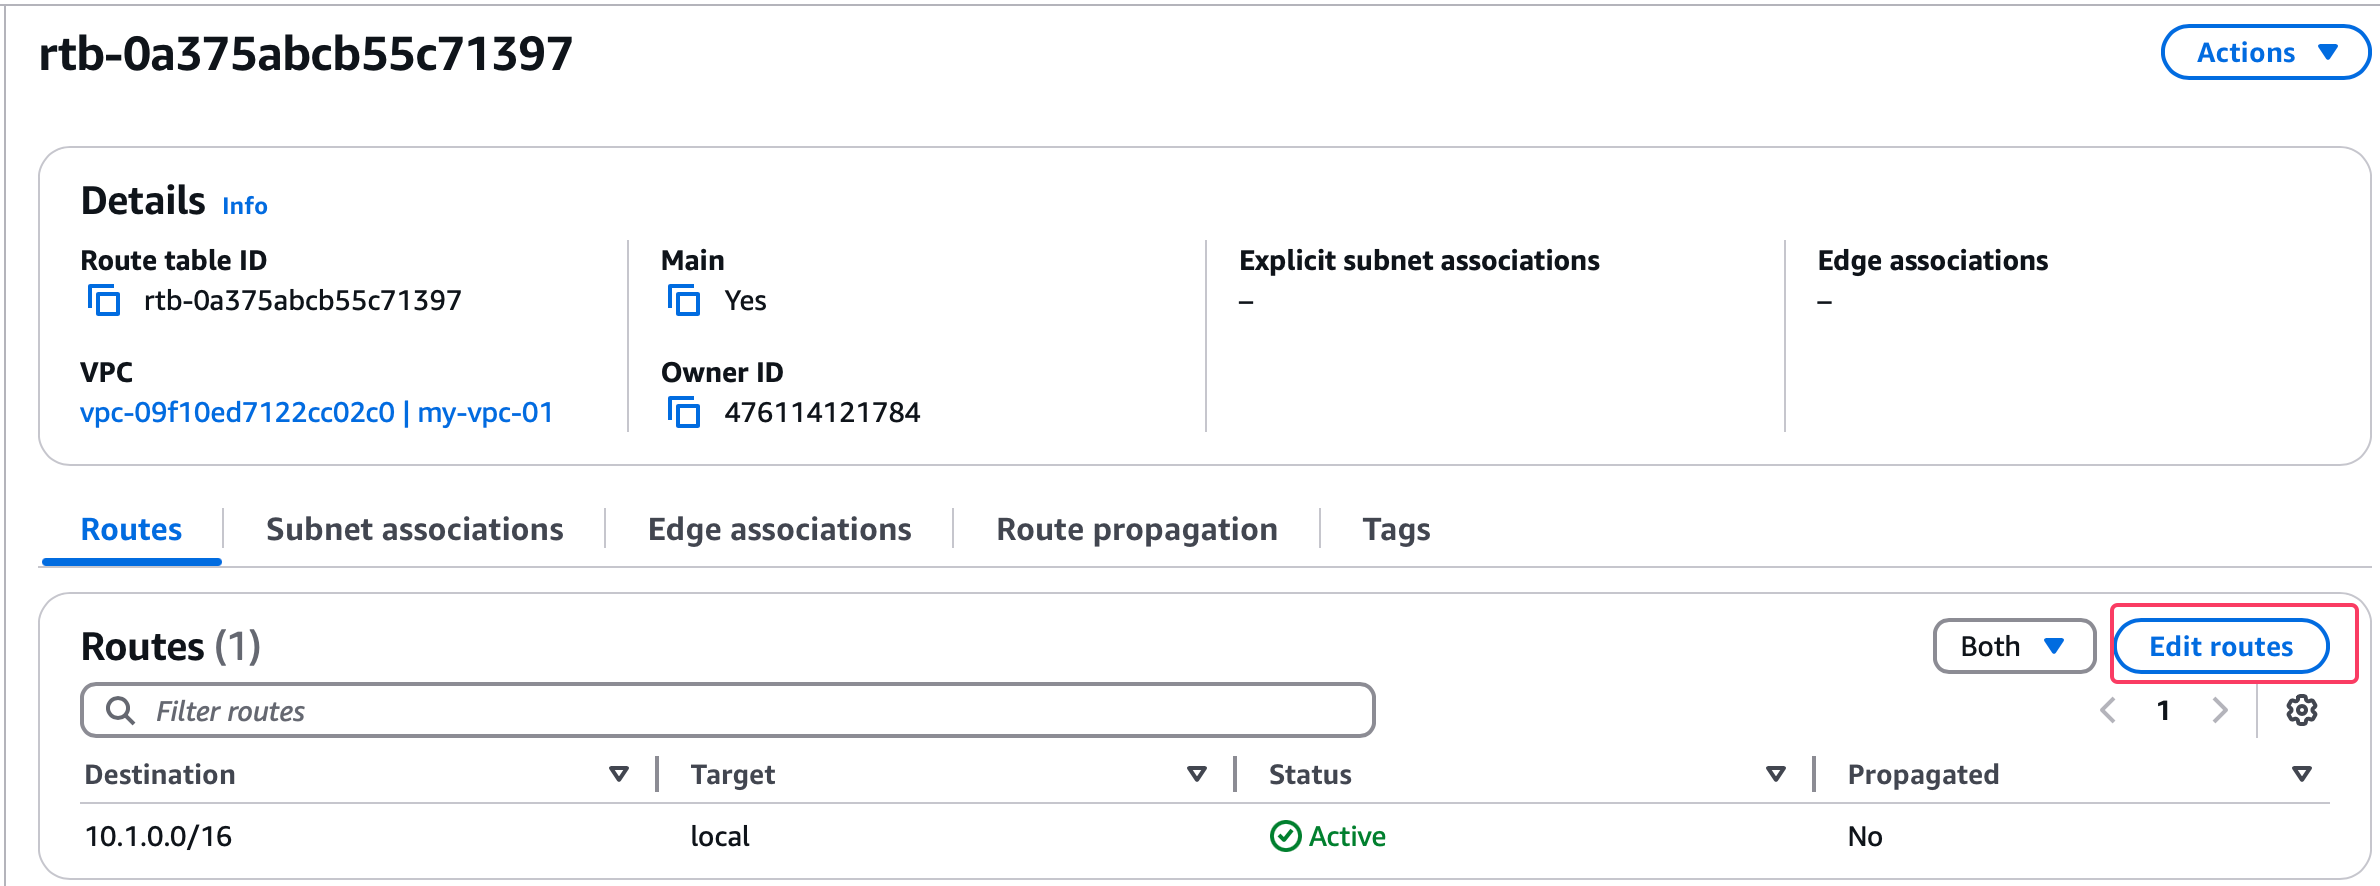 rtb-0a375abcb55c71397
Actions
Details Info
Route table ID
rtb-0a375abcb55c71397
Main
Yes
Explicit subnet associations
–
Edge associations
–
VPC
vpc-09f10ed7122cc02c0 | my-vpc-01
Owner ID
476114121784
Routes Subnet associations Edge associations Route propagation Tags
Routes (1)
Both Edit routes
Filter routes
1
Destination Target Status Propagated
10.1.0.0/16 local Active No